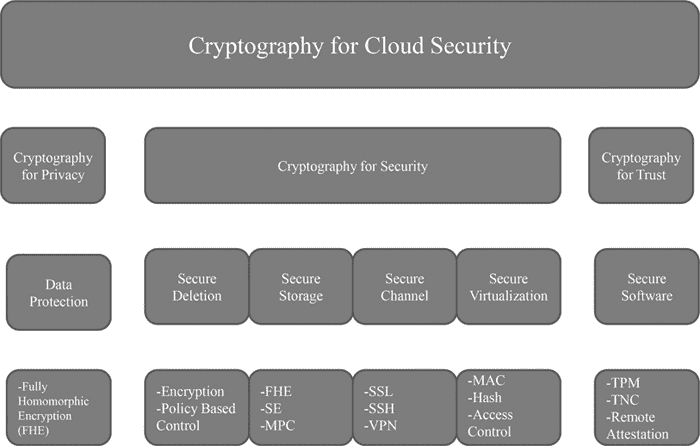 Cryptography for Cloud Security
Cryptography
for Privacy
Cryptography for Security
Cryptography
for Trust
Data
Protection
Secure
Deletion
Secure
Storage
Secure
Channel
Secure
Virtualization
Secure
Software
-Fully
Homomorphic
Encryption
(FHE)
-Encryption
-Policy Based
Control
-FHE
-SE
-MPC
-SSL
-SSH
-VPN
-MAC
-Hash
-Access
Control
-TPM
-TNC
-Remote
Attestation